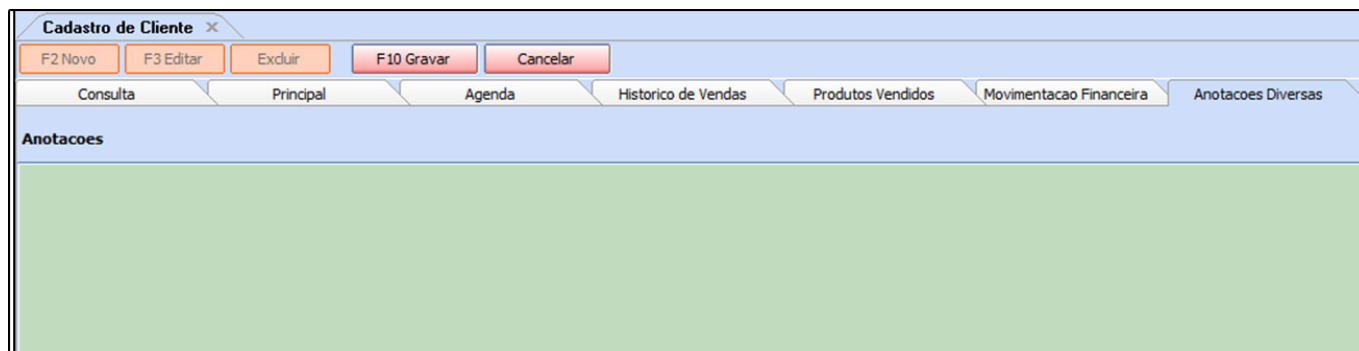 Cadastro de Cliente
F2 Novo F3 Editar Excluir F10 Gravar Cancelar
Consulta Principal Agenda Historico de Vendas Produtos Vendidos Movimentacao Financeira Anotacoes Diversas
Anotacoes